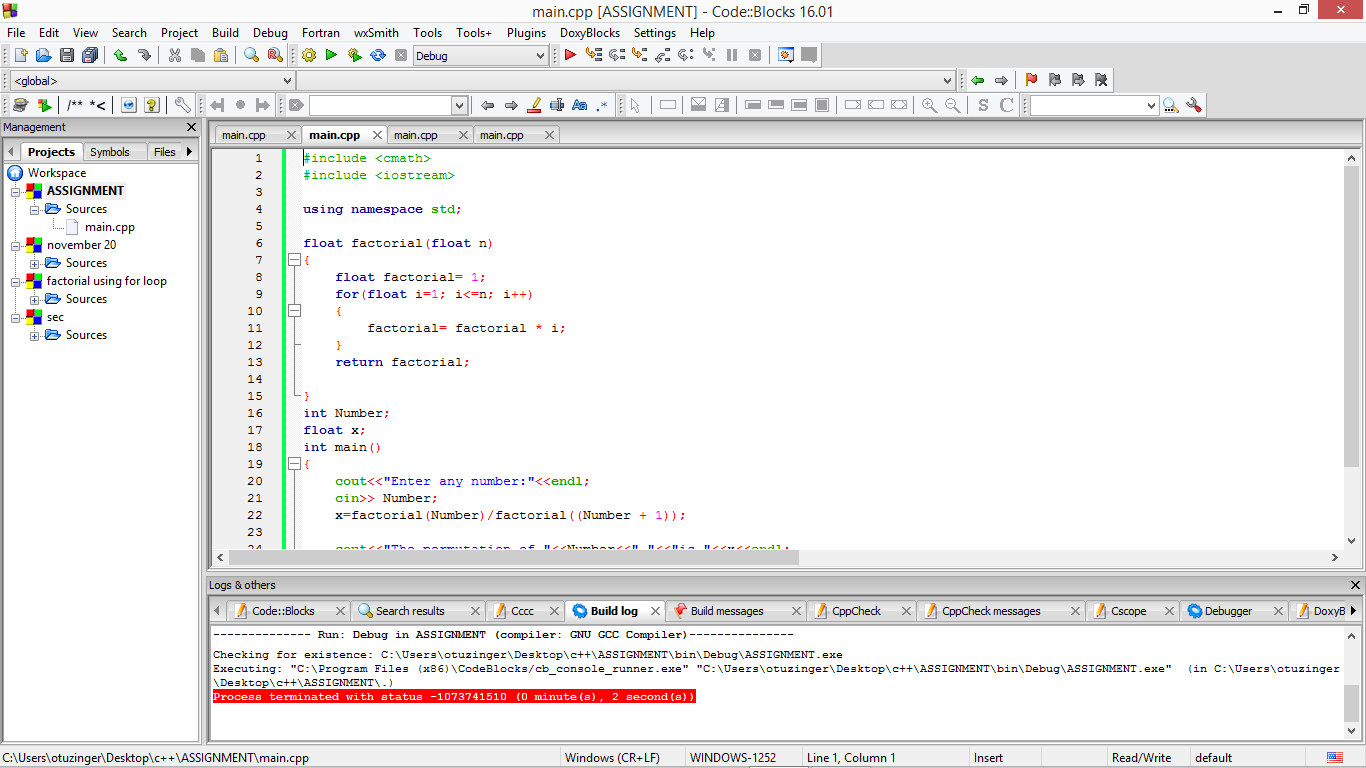 main.cpp [ASSIGNMENT] - Code::Blocks 16.01
File Edit View Search Project Build Debug Fortran wxSmith Tools Tools+ Plugins DoxyBlocks Settings Help
Debug
<global>
/** *<
Aa .*
S C
Management
Projects Symbols Files
Workspace
ASSIGNMENT
Sources
main.cpp
november 20
Sources
factorial using for loop
Sources
sec
Sources
main.cpp main.cpp main.cpp main.cpp
1 #include <cmath>
2 #include <iostream>
3
4 using namespace std;
5
6 float factorial(float n)
7 {
8 float factorial= 1;
9 for(float i=1; i<=n; i++)
10 {
11 factorial= factorial * i;
12 }
13 return factorial;
14
15 }
16 int Number;
17 float x;
18 int main()
19 {
20 cout<<"Enter any number:"<<endl;
21 cin>> Number;
22 x=factorial(Number)/factorial((Number + 1));
23
24 cout<<"The permutation of "<<Number<<" "<<"is "<<x<<endl;
Logs & others
Code::Blocks Search results Cccc Build log Build messages CppCheck CppCheck messages Cscope Debugger DoxyB
-------------- Run: Debug in ASSIGNMENT (compiler: GNU GCC Compiler)---------------
Checking for existence: C:\Users\otuzinger\Desktop\c++\ASSIGNMENT\bin\Debug\ASSIGNMENT.exe
Executing: "C:\Program Files (x86)\CodeBlocks/cb_console_runner.exe" "C:\Users\otuzinger\Desktop\c++\ASSIGNMENT\bin\Debug\ASSIGNMENT.exe" (in C:\Users\otuzinger
\Desktop\c++\ASSIGNMENT\.)
Process terminated with status -1073741510 (0 minute(s), 2 second(s))
C:\Users\otuzinger\Desktop\c++\ASSIGNMENT\main.cpp Windows (CR+LF) WINDOWS-1252 Line 1, Column 1 Insert Read/Write default